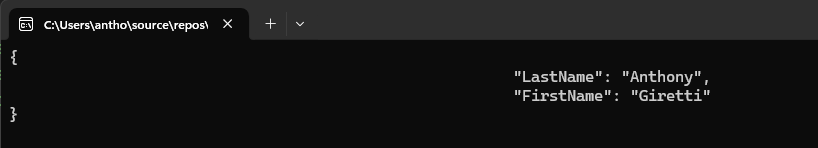 C:\Users\antho\source\repos\
{
"LastName": "Anthony",
"FirstName": "Giretti"
}